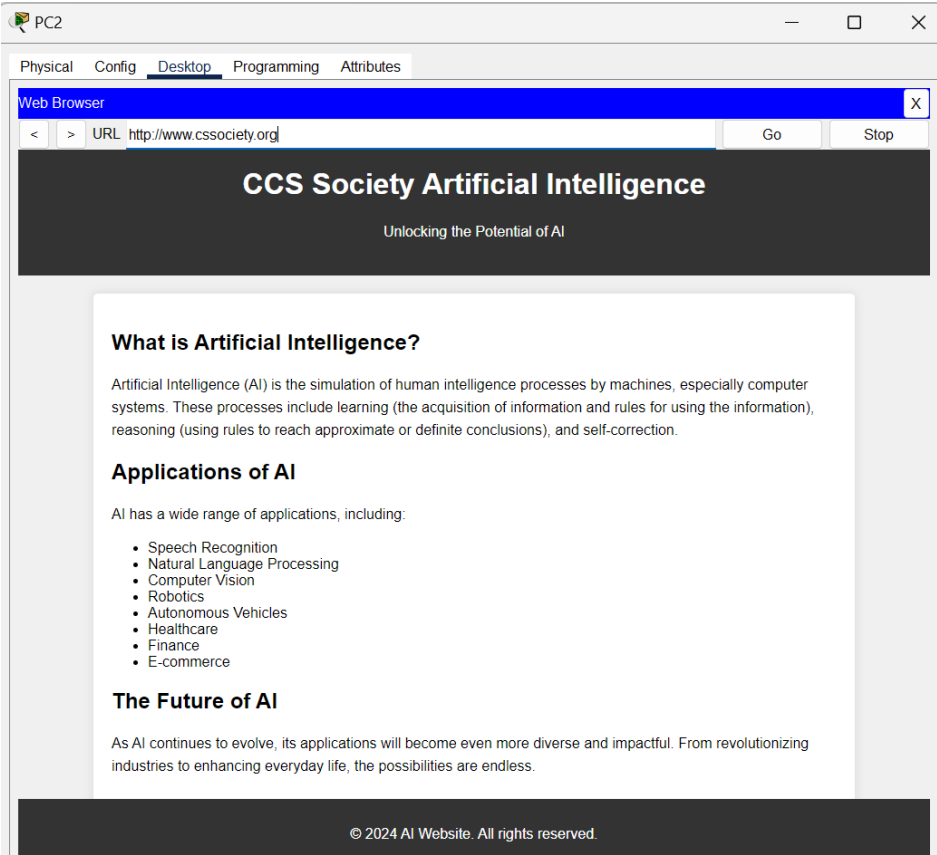 PC2
Physical Config Desktop Programming Attributes
Web Browser X
< > URL http://www.cssociety.org Go Stop
CCS Society Artificial Intelligence
Unlocking the Potential of AI
What is Artificial Intelligence?
Artificial Intelligence (AI) is the simulation of human intelligence processes by machines, especially computer
systems. These processes include learning (the acquisition of information and rules for using the information),
reasoning (using rules to reach approximate or definite conclusions), and self-correction.
Applications of AI
AI has a wide range of applications, including:
• Speech Recognition
• Natural Language Processing
• Computer Vision
• Robotics
• Autonomous Vehicles
• Healthcare
• Finance
• E-commerce
The Future of AI
As AI continues to evolve, its applications will become even more diverse and impactful. From revolutionizing
industries to enhancing everyday life, the possibilities are endless.
© 2024 AI Website. All rights reserved.